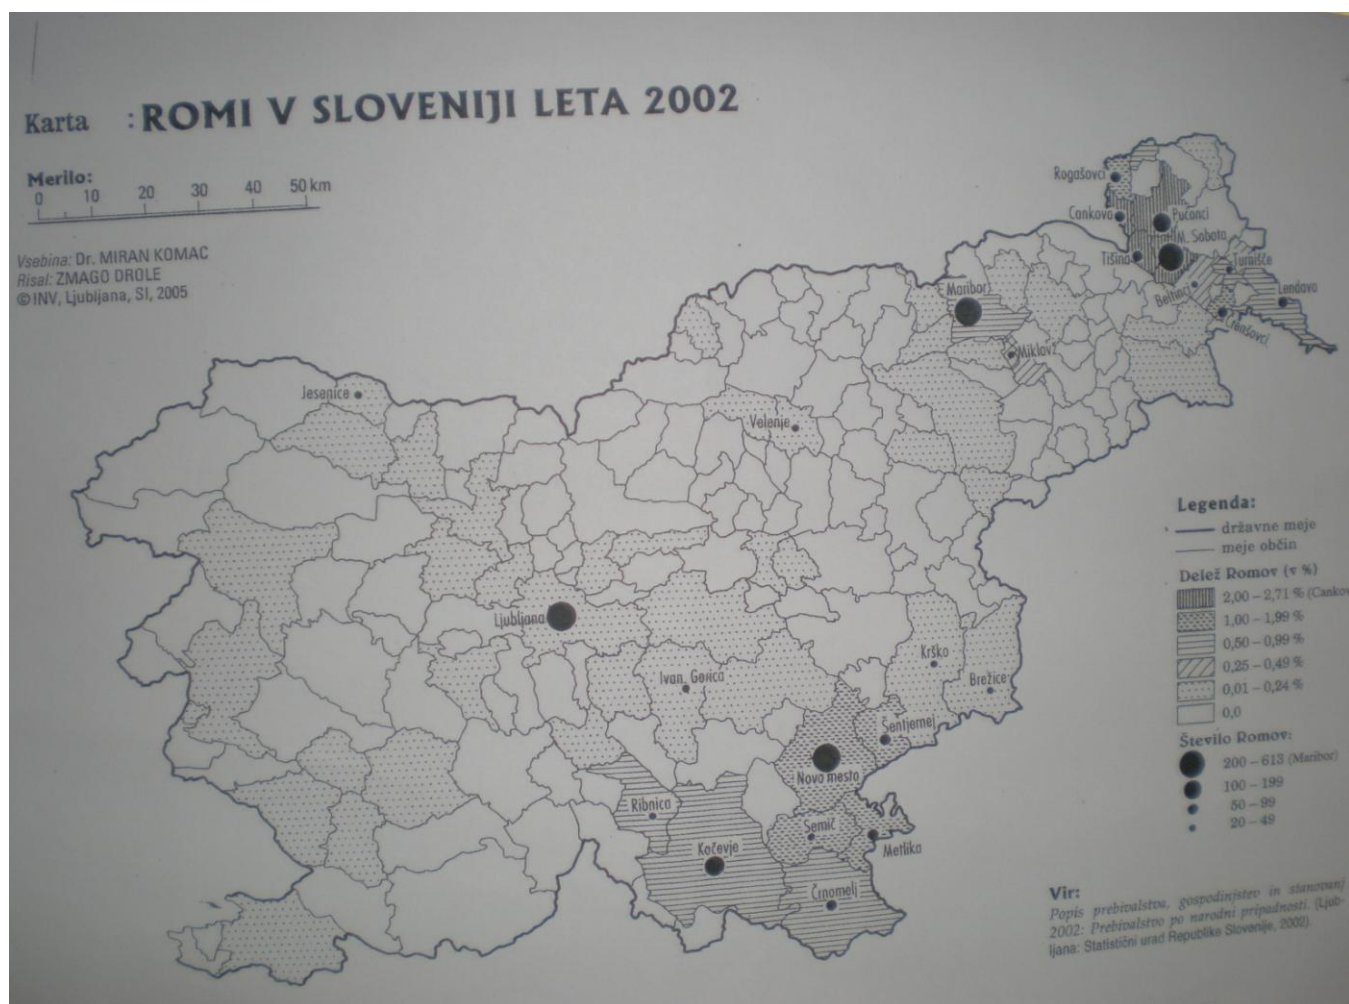 Karta : ROMI V SLOVENIJI LETA 2002
Merilo:
0 10 20 30 40 50 km
Vsebina: Dr. MIRAN KOMAC
Risal: ZMAGO DROLE
© INV, Ljubljana, SI, 2005
Rogašovci
Cankova
Pučonci
M. Sobota
Tišina
Turnišče
Beltinci
Lendava
Črenšovci
Maribor
Miklavž
Jesenice
Velenje
Ljubljana
Ivan. Gorica
Krško
Brežice
Šentjernej
Novo mesto
Ribnica
Semič
Kočevje
Metlika
Črnomelj
Legenda:
državne meje
meje občin
Delež Romov (v %)
2,00 – 2,71 % (Cankov
1,00 – 1,99 %
0,50 – 0,99 %
0,25 – 0,49 %
0,01 – 0,24 %
0,0
Število Romov:
200 – 613 (Maribor)
100 – 199
50 – 99
20 – 49
Vir:
Popis prebivalstva, gospodinjstev in stanovanj
2002: Prebivalstvo po narodni pripadnosti. (Ljub-
ljana: Statistični urad Republike Slovenije, 2002).